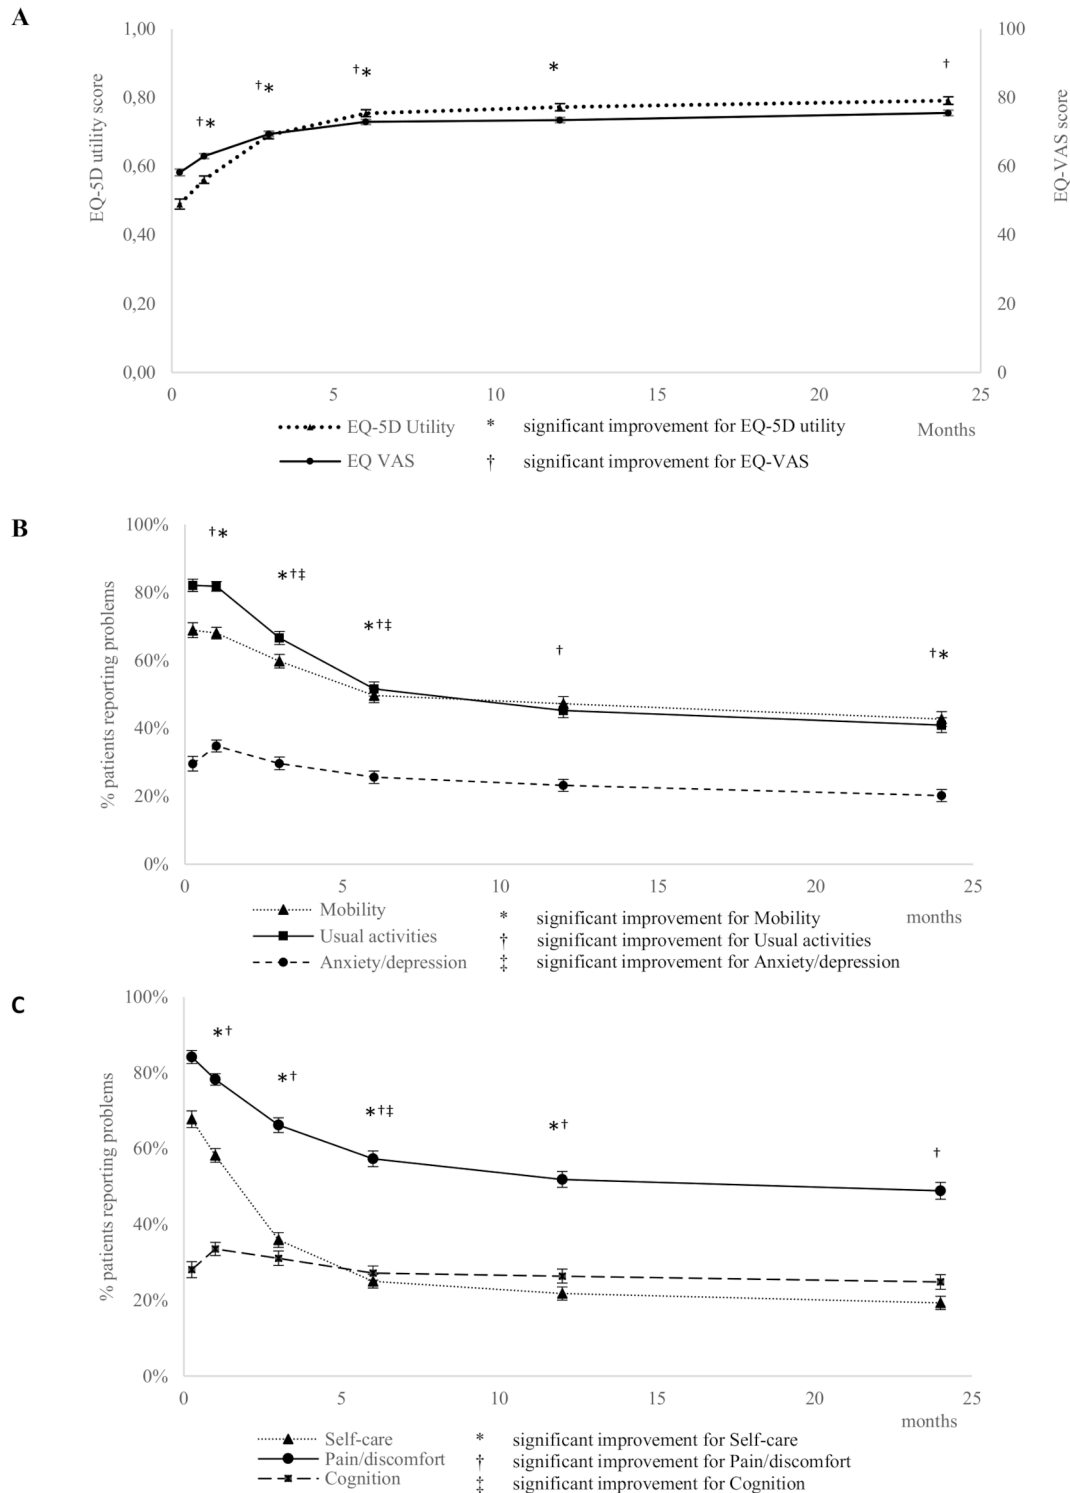 A
1,00
0,80
0,60
0,40
0,20
0,00
EQ-5D utility score
100
80
60
40
20
0
EQ-VAS score
†*
†*
†*
*
†
0 5 10 15 20 25
Months
EQ-5D Utility * significant improvement for EQ-5D utility
EQ VAS † significant improvement for EQ-VAS
B
100%
80%
60%
40%
20%
0%
% patients reporting problems
†*
*†‡
*†‡
†
†*
0 5 10 15 20 25
months
Mobility * significant improvement for Mobility
Usual activities † significant improvement for Usual activities
Anxiety/depression ‡ significant improvement for Anxiety/depression
C
100%
80%
60%
40%
20%
0%
% patients reporting problems
*†
*†
*†‡
*†
†
0 5 10 15 20 25
months
Self-care * significant improvement for Self-care
Pain/discomfort † significant improvement for Pain/discomfort
Cognition ‡ significant improvement for Cognition